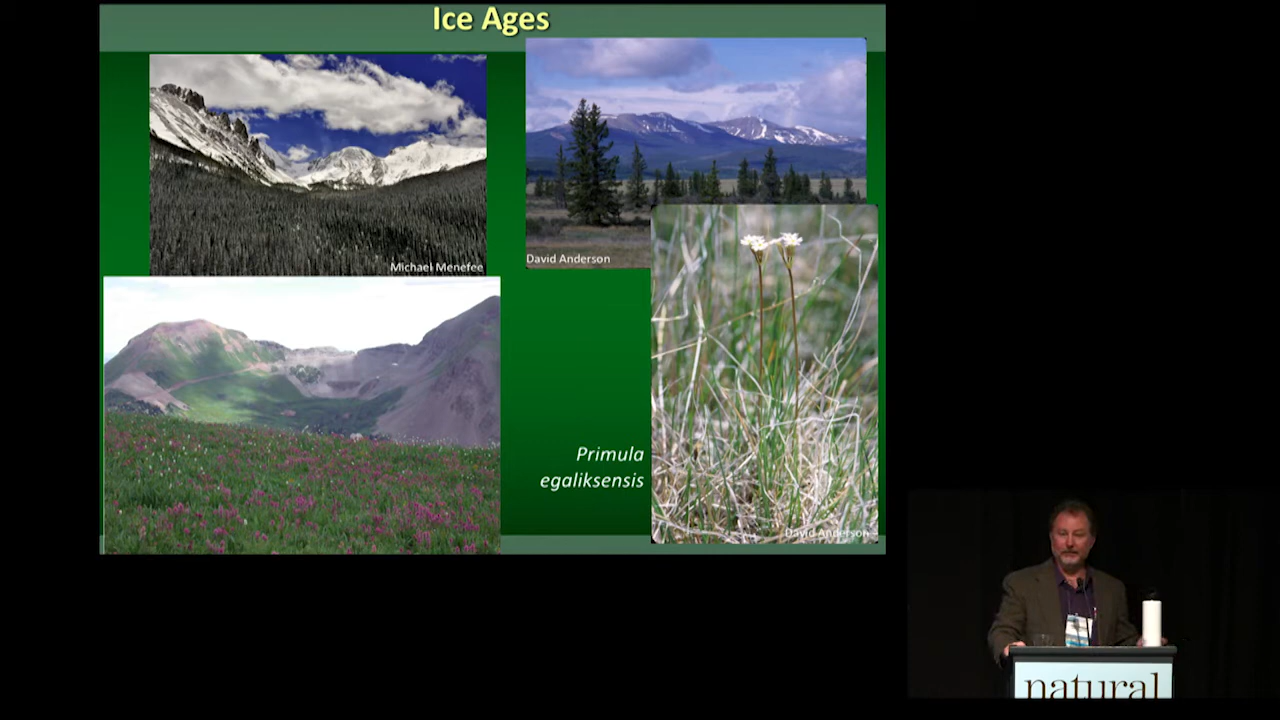 Ice Ages
Michael Menefee
David Anderson
Primula
egaliksensis
David Anderson
natural